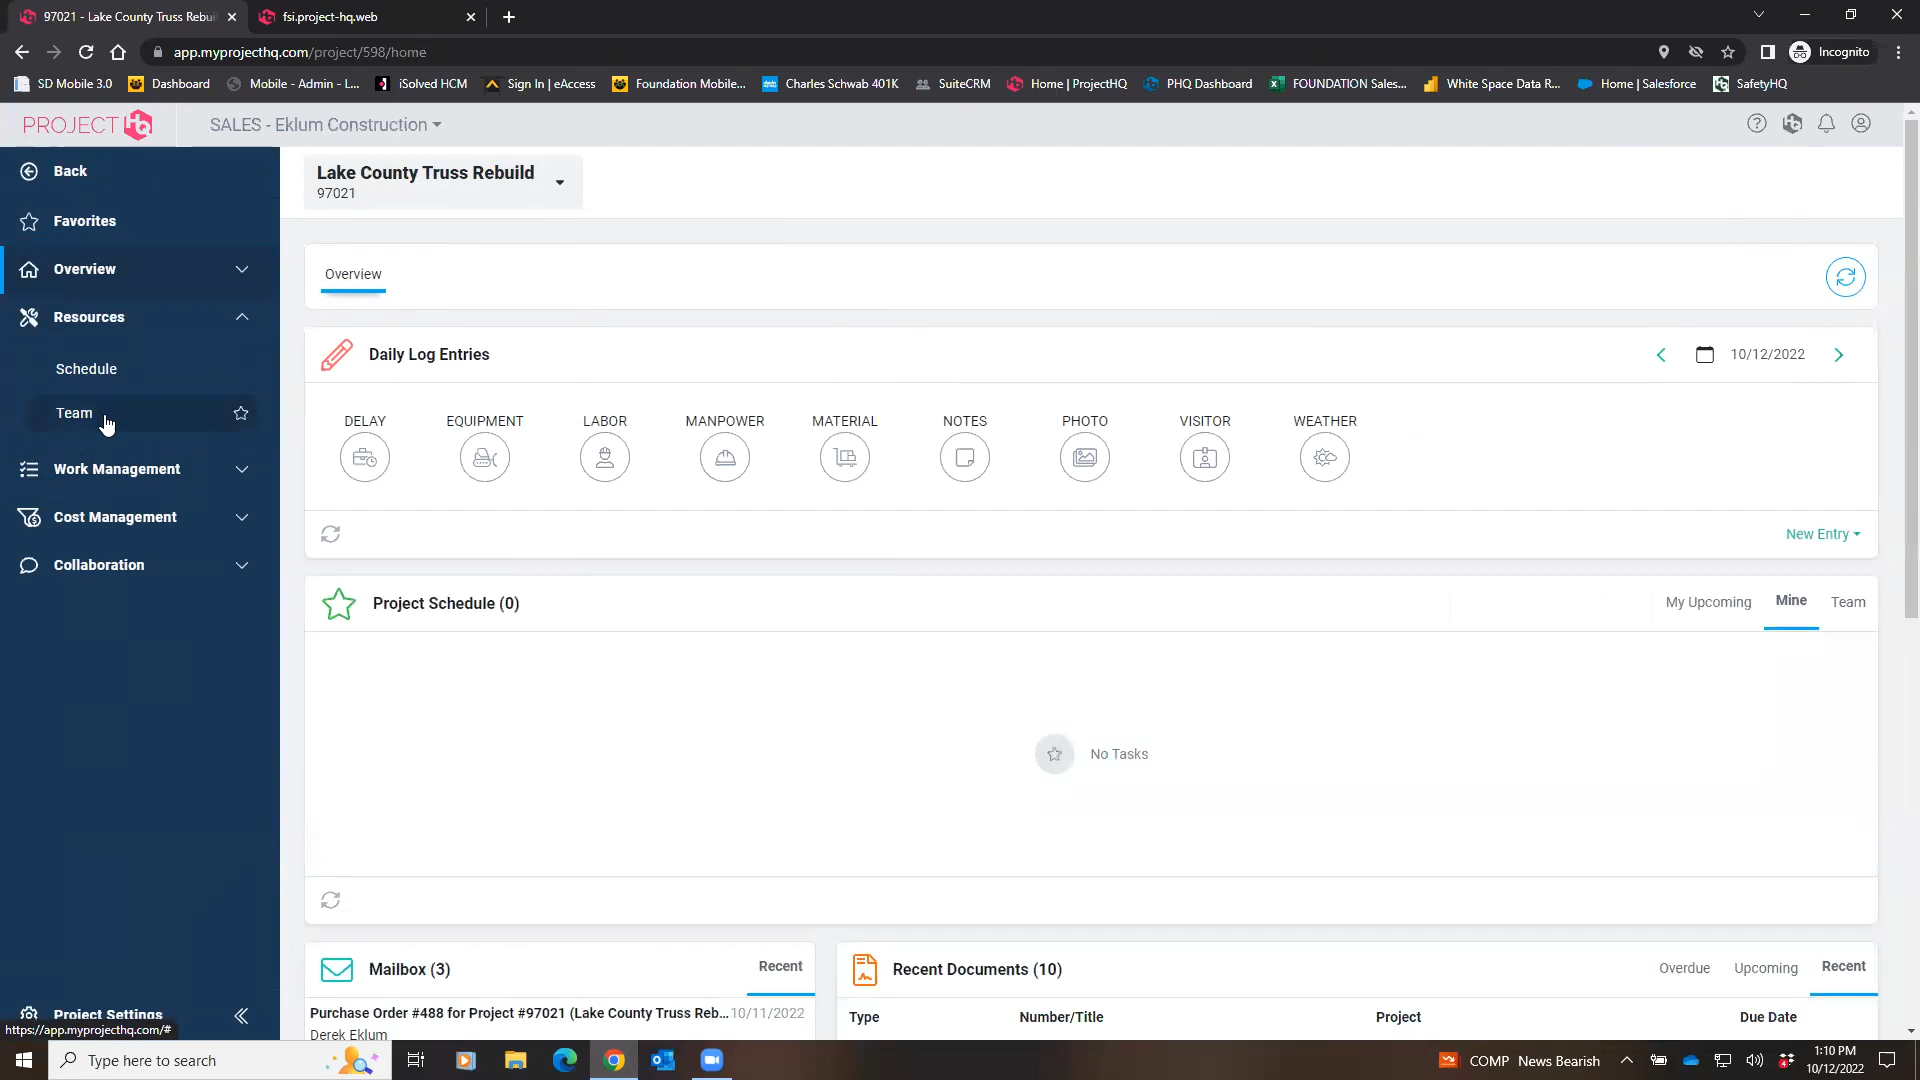 97021 - Lake County Truss Rebui
fsi.project-hq.web
app.myprojecthq.com/project/598/home
Incognito
SD Mobile 3.0
Dashboard
Mobile - Admin - L...
iSolved HCM
Sign In | eAccess
Foundation Mobile...
Charles Schwab 401K
SuiteCRM
Home | ProjectHQ
PHQ Dashboard
FOUNDATION Sales...
White Space Data R...
Home | Salesforce
SafetyHQ
PROJECT HQ
SALES - Eklum Construction
Back
Favorites
Overview
Resources
Schedule
Team
Work Management
Cost Management
Collaboration
Project Settings
https://app.myprojecthq.com/#
Lake County Truss Rebuild
97021
Overview
Daily Log Entries
10/12/2022
DELAY
EQUIPMENT
LABOR
MANPOWER
MATERIAL
NOTES
PHOTO
VISITOR
WEATHER
New Entry
Project Schedule (0)
My Upcoming
Mine
Team
No Tasks
Mailbox (3)
Recent
Purchase Order #488 for Project #97021 (Lake County Truss Reb...
10/11/2022
Derek Eklum
Recent Documents (10)
Overdue
Upcoming
Recent
Type
Number/Title
Project
Due Date
Type here to search
COMP News Bearish
1:10 PM
10/12/2022